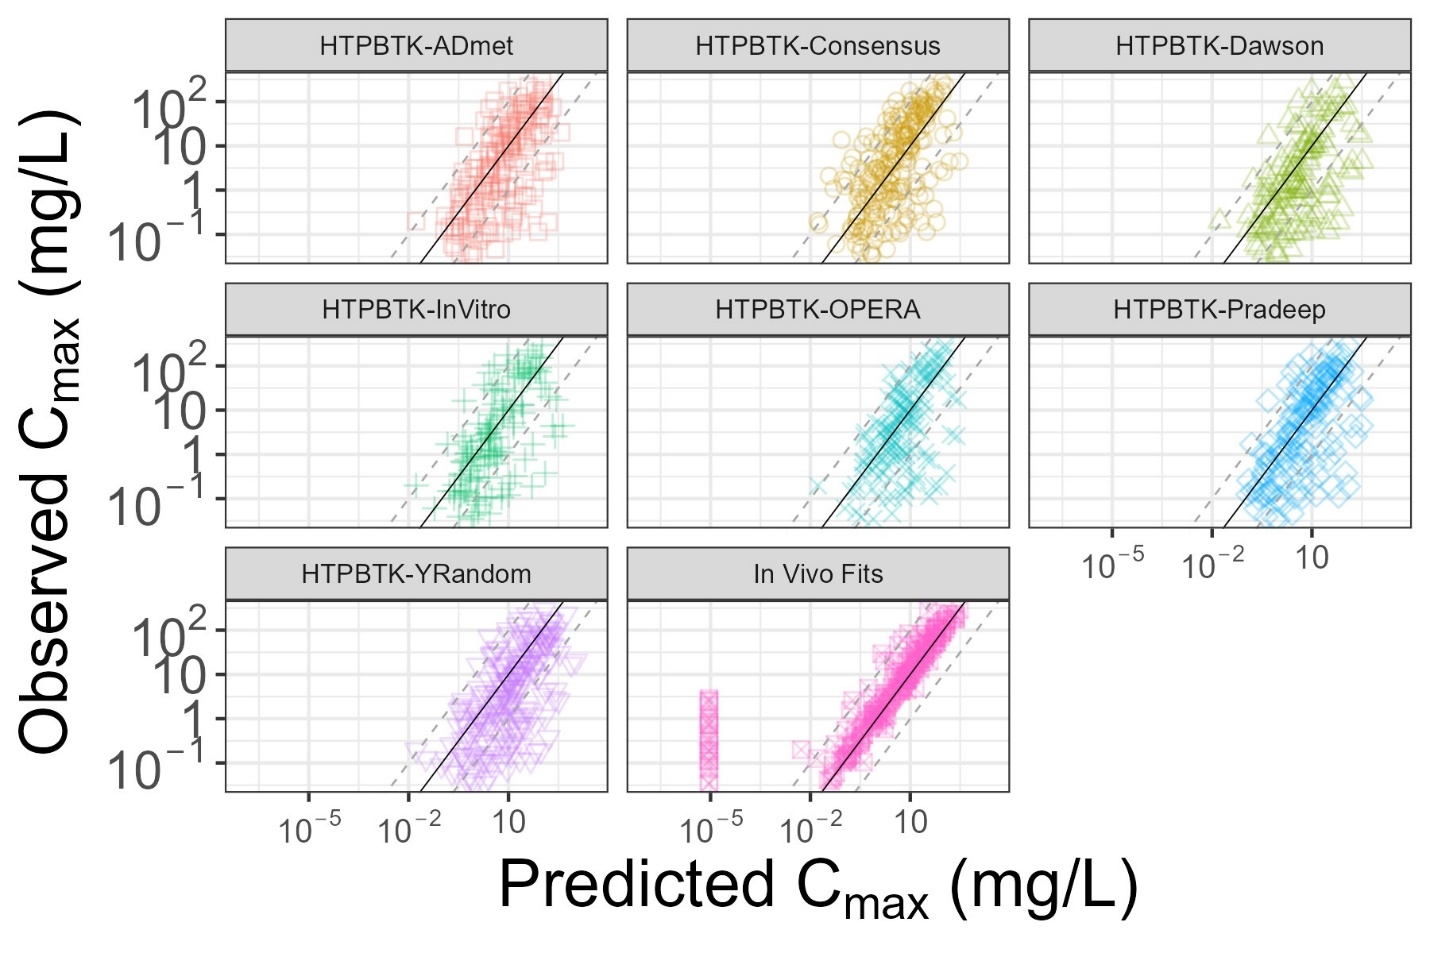 HTPBTK-ADmet
HTPBTK-Consensus
HTPBTK-Dawson
10²
10
1
10⁻¹
HTPBTK-InVitro
HTPBTK-OPERA
HTPBTK-Pradeep
10²
10
1
10⁻¹
10⁻⁵
10⁻²
10
HTPBTK-YRandom
In Vivo Fits
10²
10
1
10⁻¹
10⁻⁵
10⁻²
10
10⁻⁵
10⁻²
10
Observed Cmax (mg/L)
Predicted Cmax (mg/L)